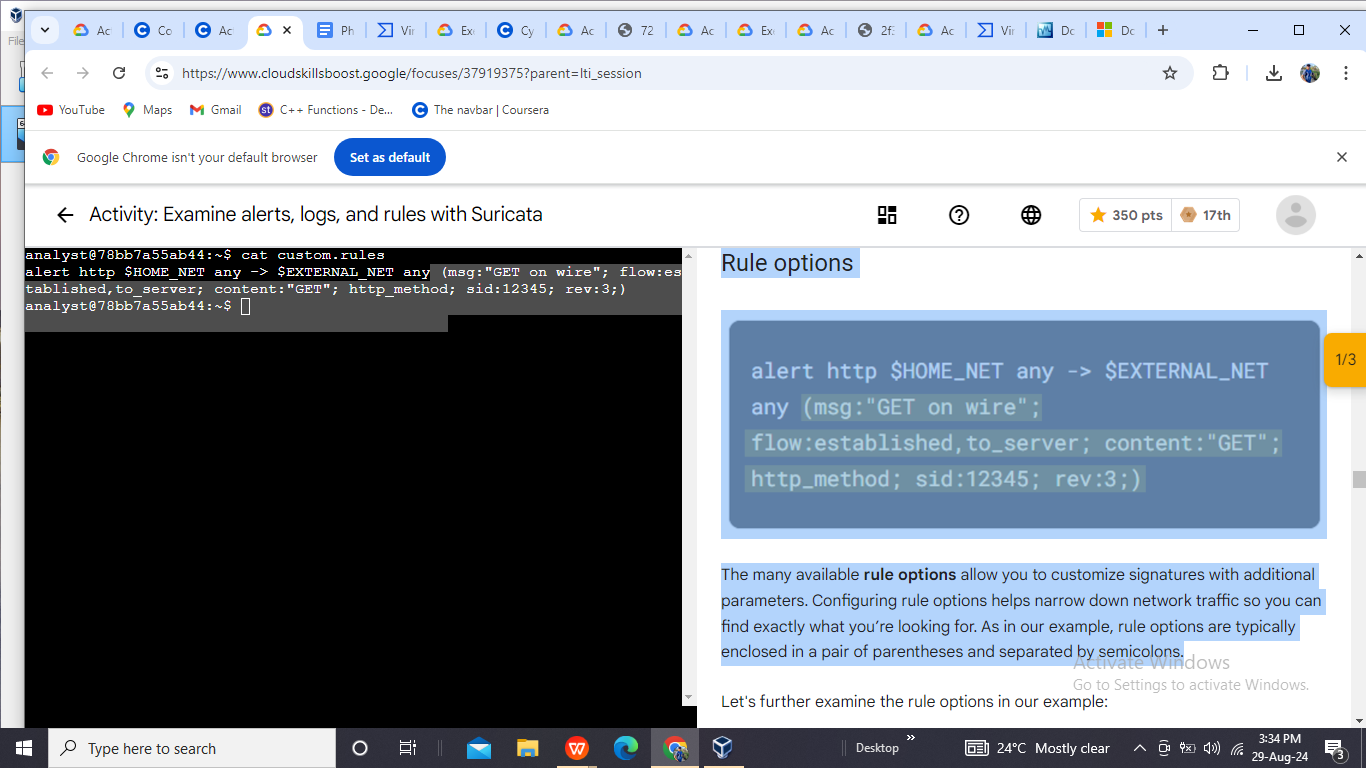 File
Ac
Co
Ac
Ph
Vir
Exa
Cy
Ac
72
Ac
Exa
Ac
2f:
Ac
Vir
Dc
Dc
https://www.cloudskillsboost.google/focuses/37919375?parent=lti_session
YouTube
Maps
Gmail
C++ Functions - De...
The navbar | Coursera
Google Chrome isn't your default browser
Set as default
Activity: Examine alerts, logs, and rules with Suricata
350 pts
17th
analyst@78bb7a55ab44:~$ cat custom.rules
alert http $HOME_NET any -> $EXTERNAL_NET any (msg:"GET on wire"; flow:es
tablished,to_server; content:"GET"; http_method; sid:12345; rev:3;)
analyst@78bb7a55ab44:~$
Rule options
alert http $HOME_NET any -> $EXTERNAL_NET
any (msg:"GET on wire";
flow:established,to_server; content:"GET";
http_method; sid:12345; rev:3;)
1/3
The many available rule options allow you to customize signatures with additional
parameters. Configuring rule options helps narrow down network traffic so you can
find exactly what you’re looking for. As in our example, rule options are typically
enclosed in a pair of parentheses and separated by semicolons.
Activate Windows
Go to Settings to activate Windows.
Let's further examine the rule options in our example:
Type here to search
Desktop
24°C Mostly clear
3:34 PM
29-Aug-24
3